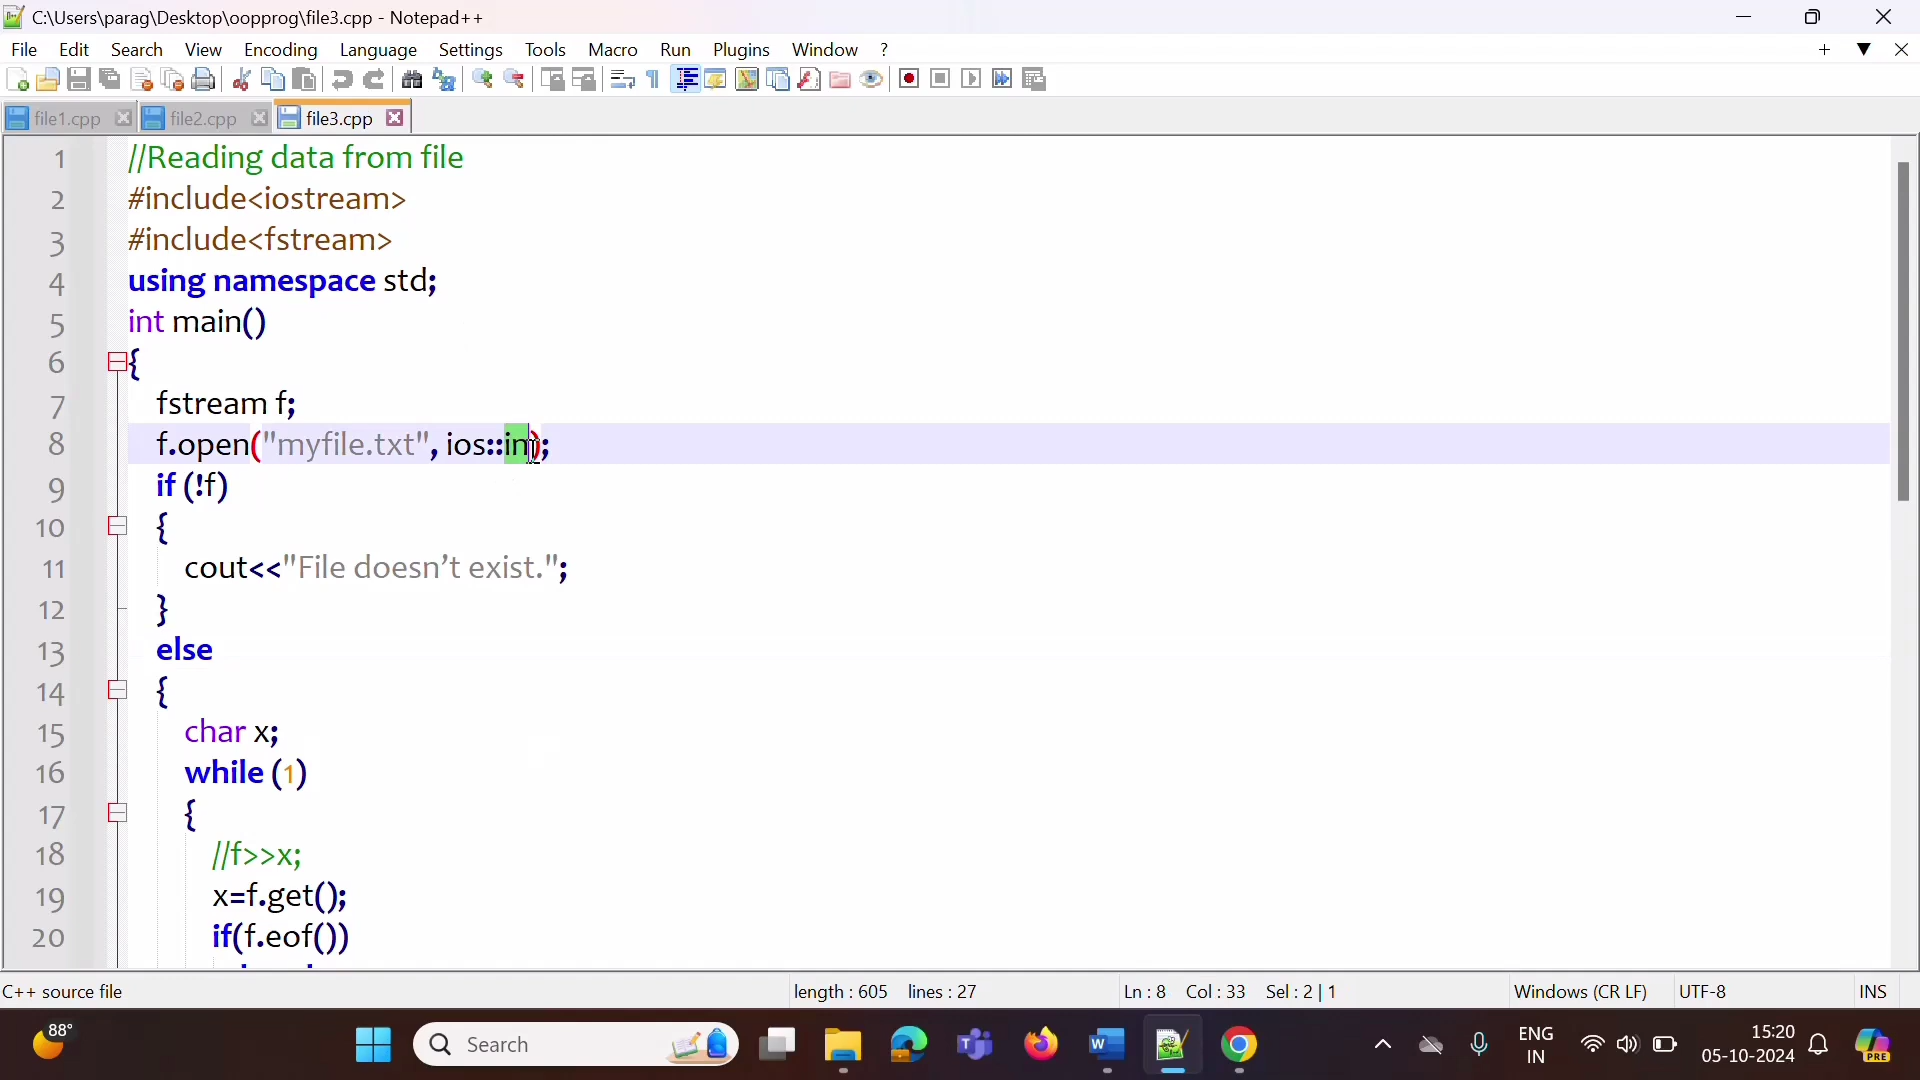 C:\Users\parag\Desktop\oopprog\file3.cpp - Notepad++
File Edit Search View Encoding Language Settings Tools Macro Run Plugins Window ?
file1.cpp file2.cpp file3.cpp
1 //Reading data from file
2 #include<iostream>
3 #include<fstream>
4 using namespace std;
5 int main()
6 {
7 fstream f;
8 f.open("myfile.txt", ios::in);
9 if (!f)
10 {
11 cout<<"File doesn’t exist.";
12 }
13 else
14 {
15 char x;
16 while (1)
17 {
18 //f>>x;
19 x=f.get();
20 if(f.eof())
C++ source file length : 605 lines : 27 Ln : 8 Col : 33 Sel : 2 | 1 Windows (CR LF) UTF-8 INS
88° Search ENG IN 15:20 05-10-2024 PRE